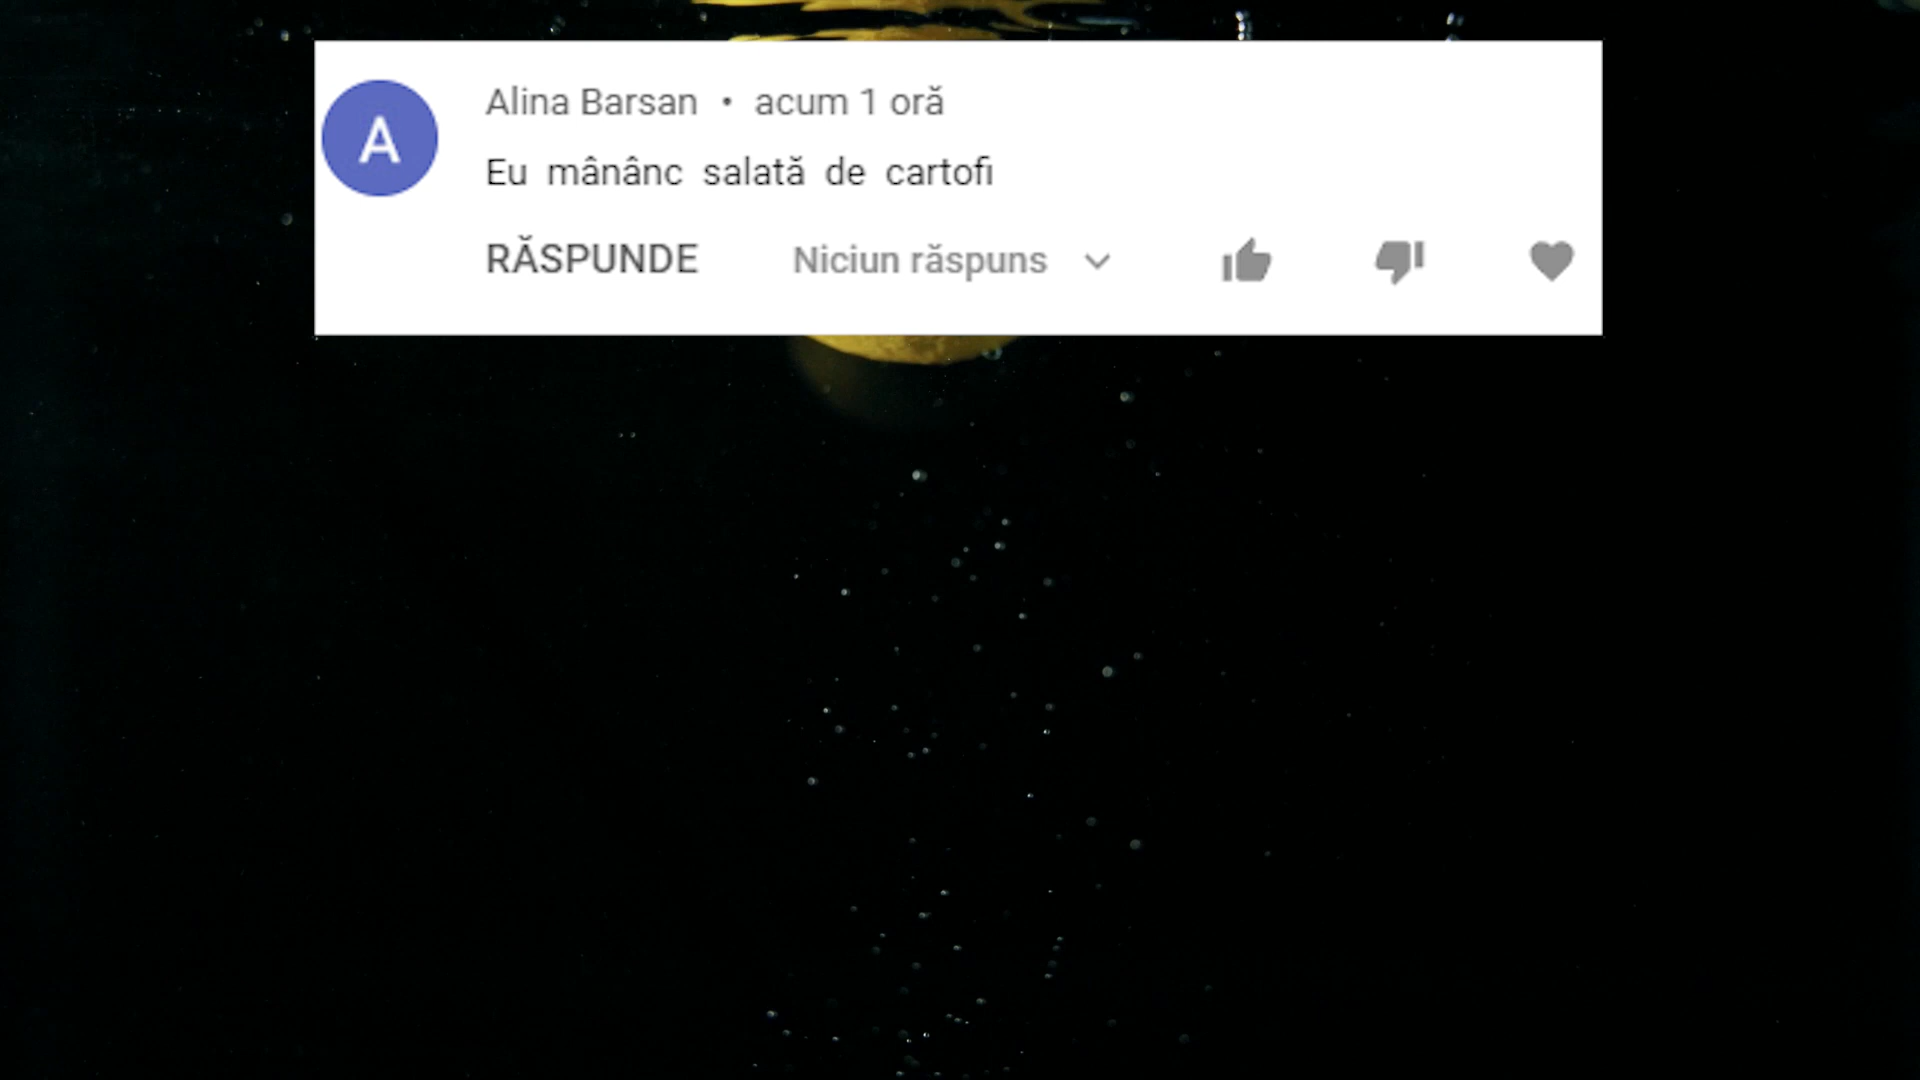 A
Alina Barsan • acum 1 oră
Eu mânânc salată de cartofi
RĂSPUNDE Niciun răspuns